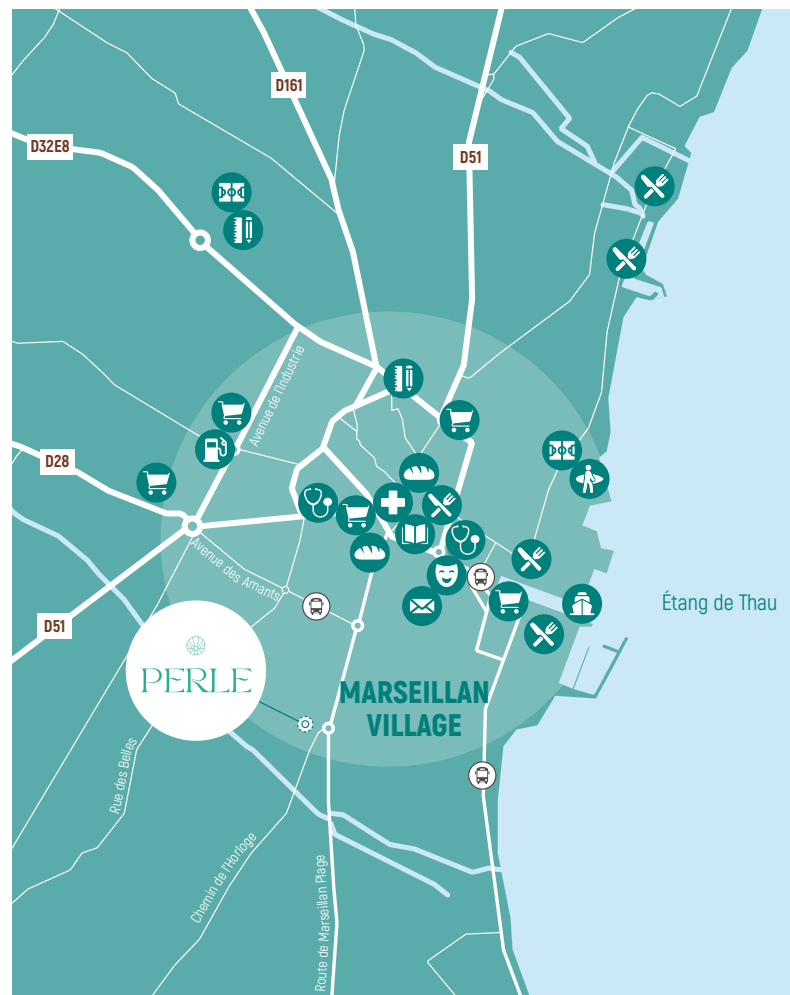 D161
D32E8
D51
Avenue de l'Industrie
D28
Avenue des Amants
Étang de Thau
D51
PERLE
MARSEILLAN
VILLAGE
Rue des Belles
Chemin de l'Horloge
Route de Marseillan Plage